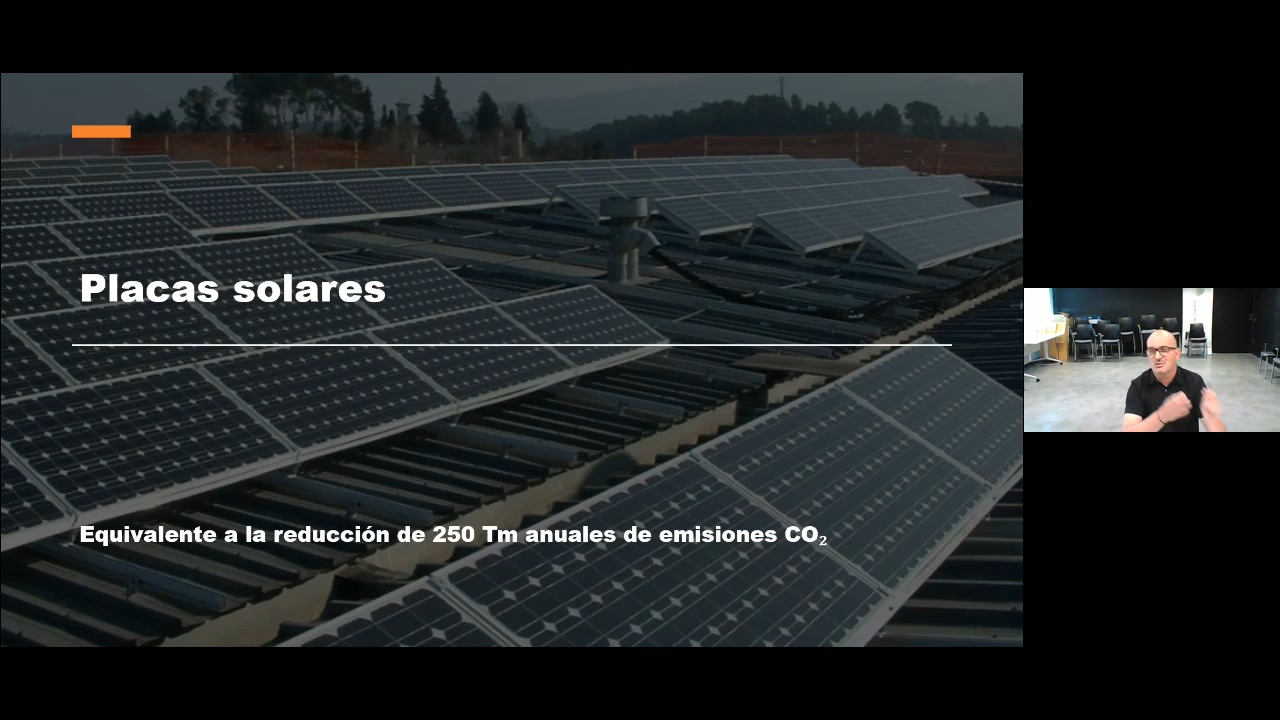 Placas solares
Equivalente a la reducción de 250 Tm anuales de emisiones CO₂